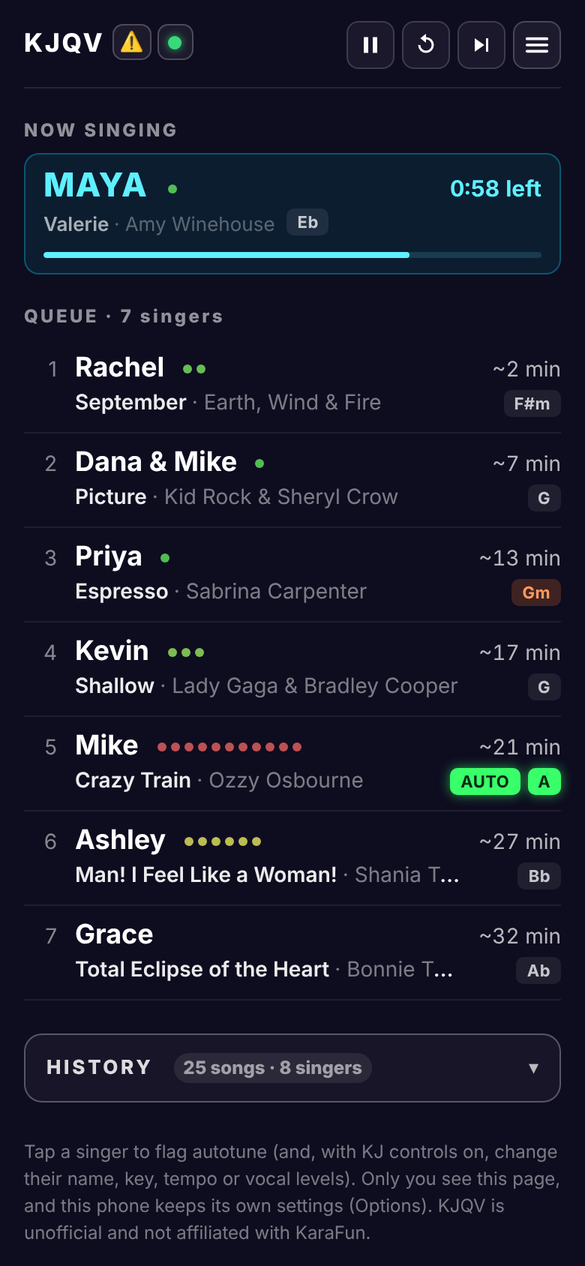 KJQV
NOW SINGING
MAYA 0:58 left
Valerie · Amy Winehouse Eb
QUEUE · 7 singers
1 Rachel ~2 min
September · Earth, Wind & Fire F#m
2 Dana & Mike ~7 min
Picture · Kid Rock & Sheryl Crow G
3 Priya ~13 min
Espresso · Sabrina Carpenter Gm
4 Kevin ~17 min
Shallow · Lady Gaga & Bradley Cooper G
5 Mike ~21 min
Crazy Train · Ozzy Osbourne AUTO A
6 Ashley ~27 min
Man! I Feel Like a Woman! · Shania T... Bb
7 Grace ~32 min
Total Eclipse of the Heart · Bonnie T... Ab
HISTORY 25 songs · 8 singers ▼
Tap a singer to flag autotune (and, with KJ controls on, change
their name, key, tempo or vocal levels). Only you see this page,
and this phone keeps its own settings (Options). KJQV is
unofficial and not affiliated with KaraFun.